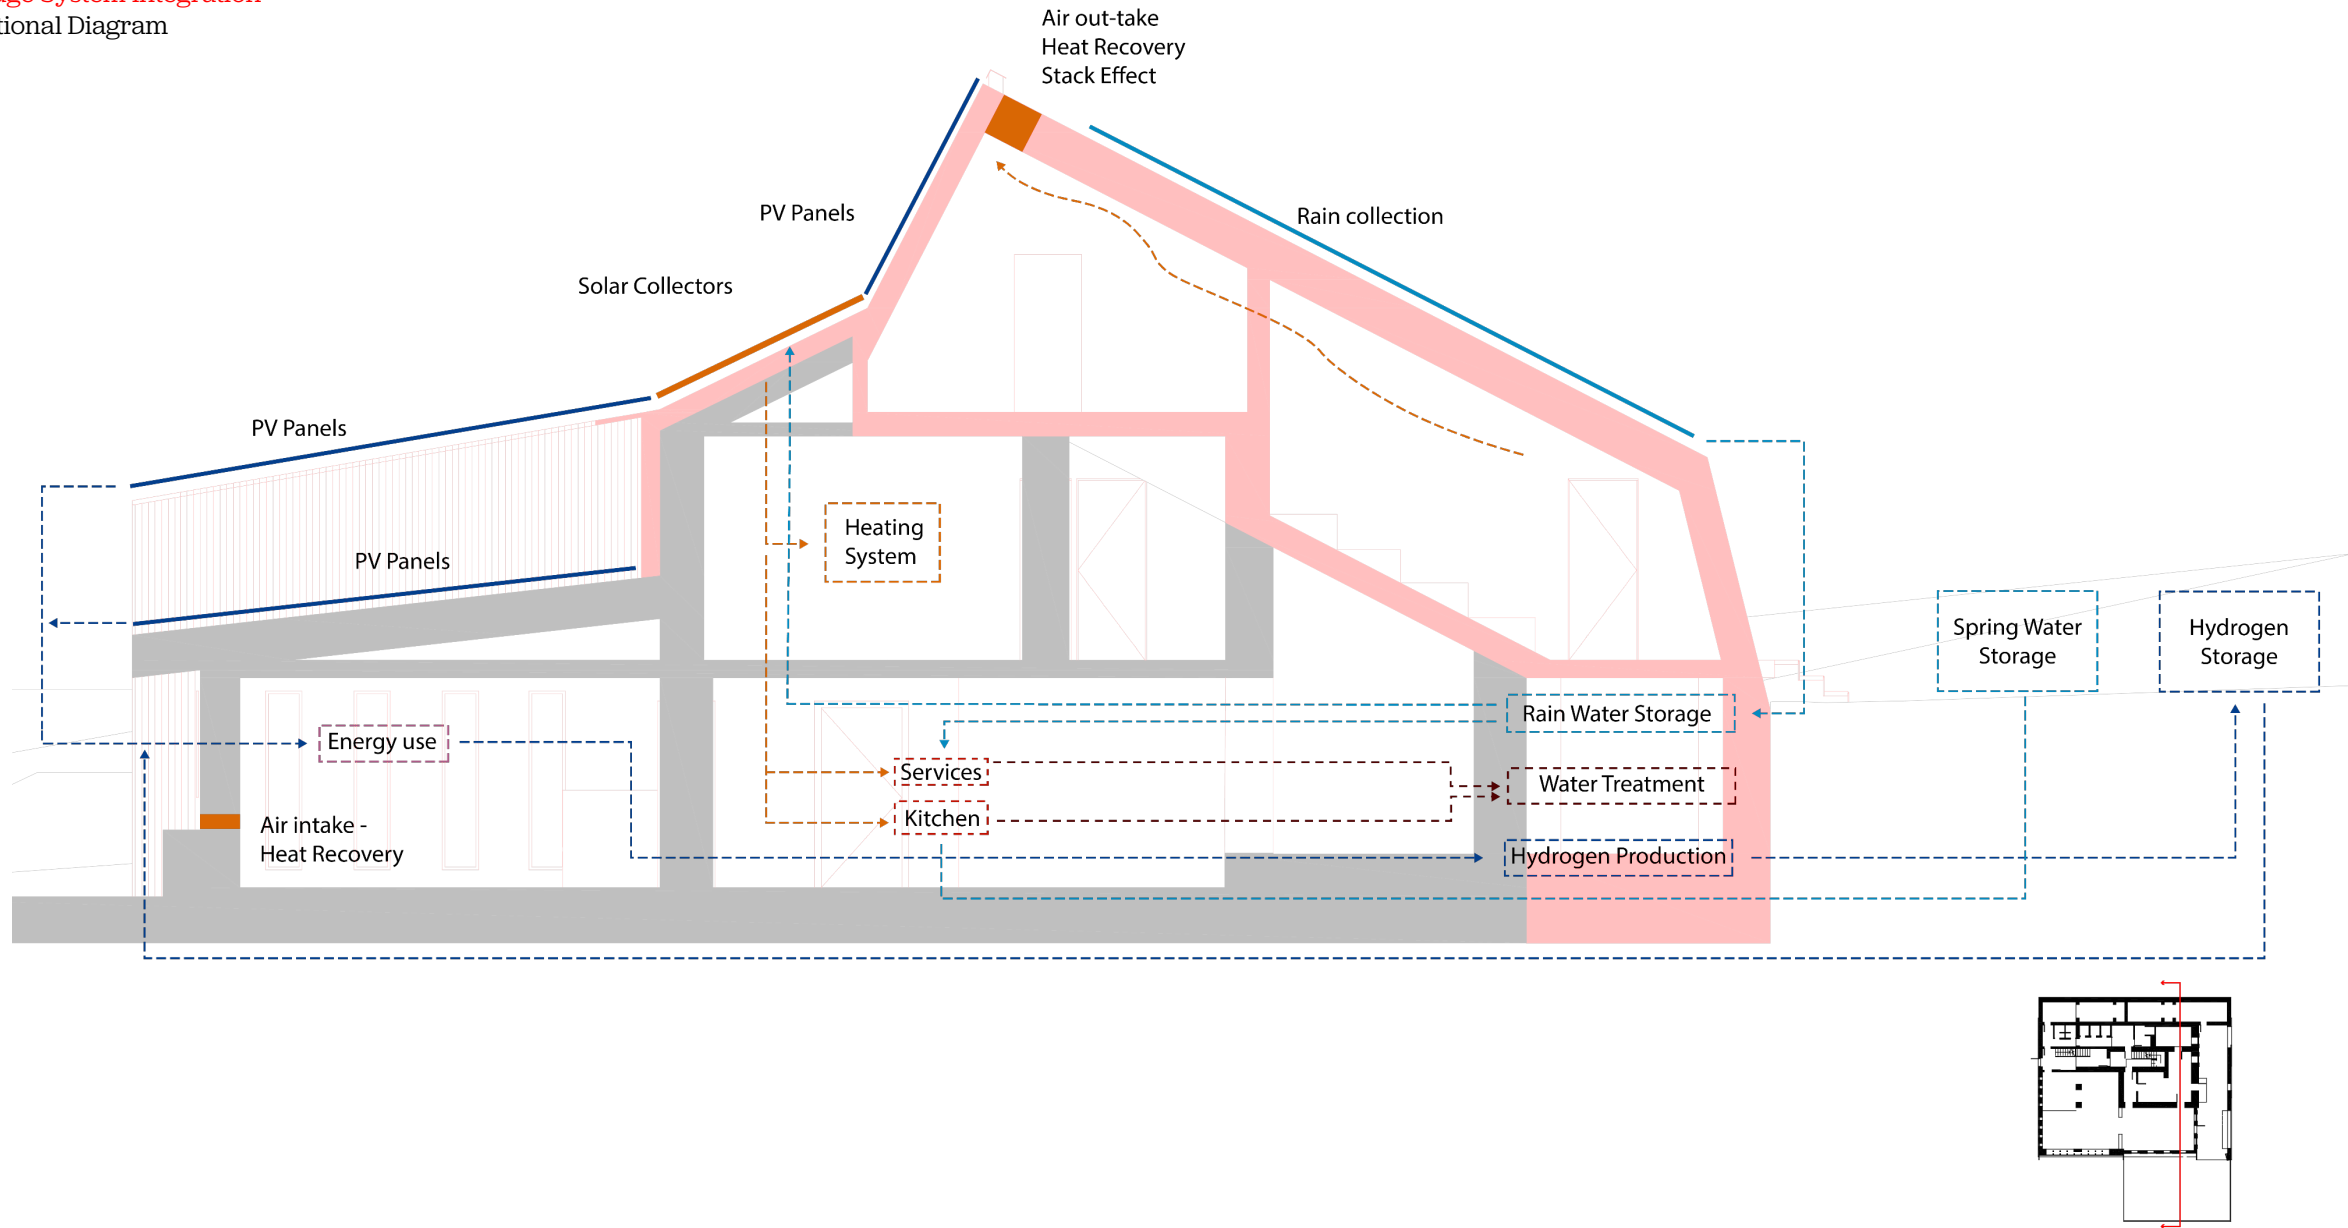 System Integration
Diagram
Air out-take
Heat Recovery
Stack Effect
PV Panels
Rain collection
Solar Collectors
PV Panels
PV Panels
Heating
System
Spring Water
Storage
Hydrogen
Storage
Rain Water Storage
Energy use
Services
Water Treatment
Kitchen
Air intake -
Heat Recovery
Hydrogen Production